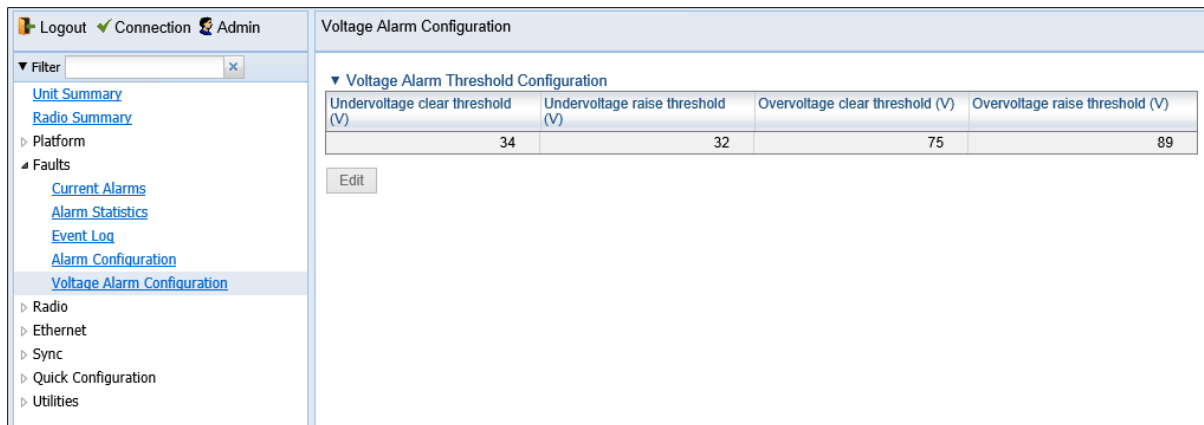 Logout Connection Admin
Voltage Alarm Configuration
Filter
Unit Summary
Radio Summary
Platform
Faults
Current Alarms
Alarm Statistics
Event Log
Alarm Configuration
Voltage Alarm Configuration
Radio
Ethernet
Sync
Quick Configuration
Utilities
Voltage Alarm Threshold Configuration
Undervoltage clear threshold (V) Undervoltage raise threshold (V) Overvoltage clear threshold (V) Overvoltage raise threshold (V)
34 32 75 89
Edit